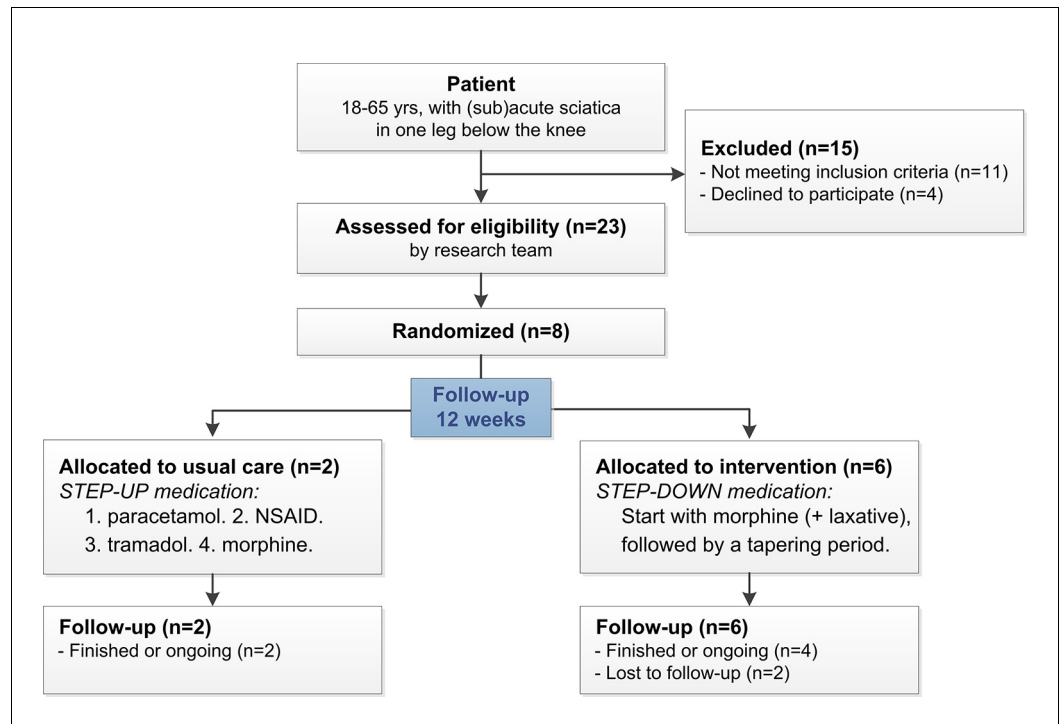 Patient
18-65 yrs, with (sub)acute sciatica
in one leg below the knee
Excluded (n=15)
- Not meeting inclusion criteria (n=11)
- Declined to participate (n=4)
Assessed for eligibility (n=23)
by research team
Randomized (n=8)
Follow-up
12 weeks
Allocated to usual care (n=2)
STEP-UP medication:
1. paracetamol. 2. NSAID.
3. tramadol. 4. morphine.
Allocated to intervention (n=6)
STEP-DOWN medication:
Start with morphine (+ laxative),
followed by a tapering period.
Follow-up (n=2)
- Finished or ongoing (n=2)
Follow-up (n=6)
- Finished or ongoing (n=4)
- Lost to follow-up (n=2)